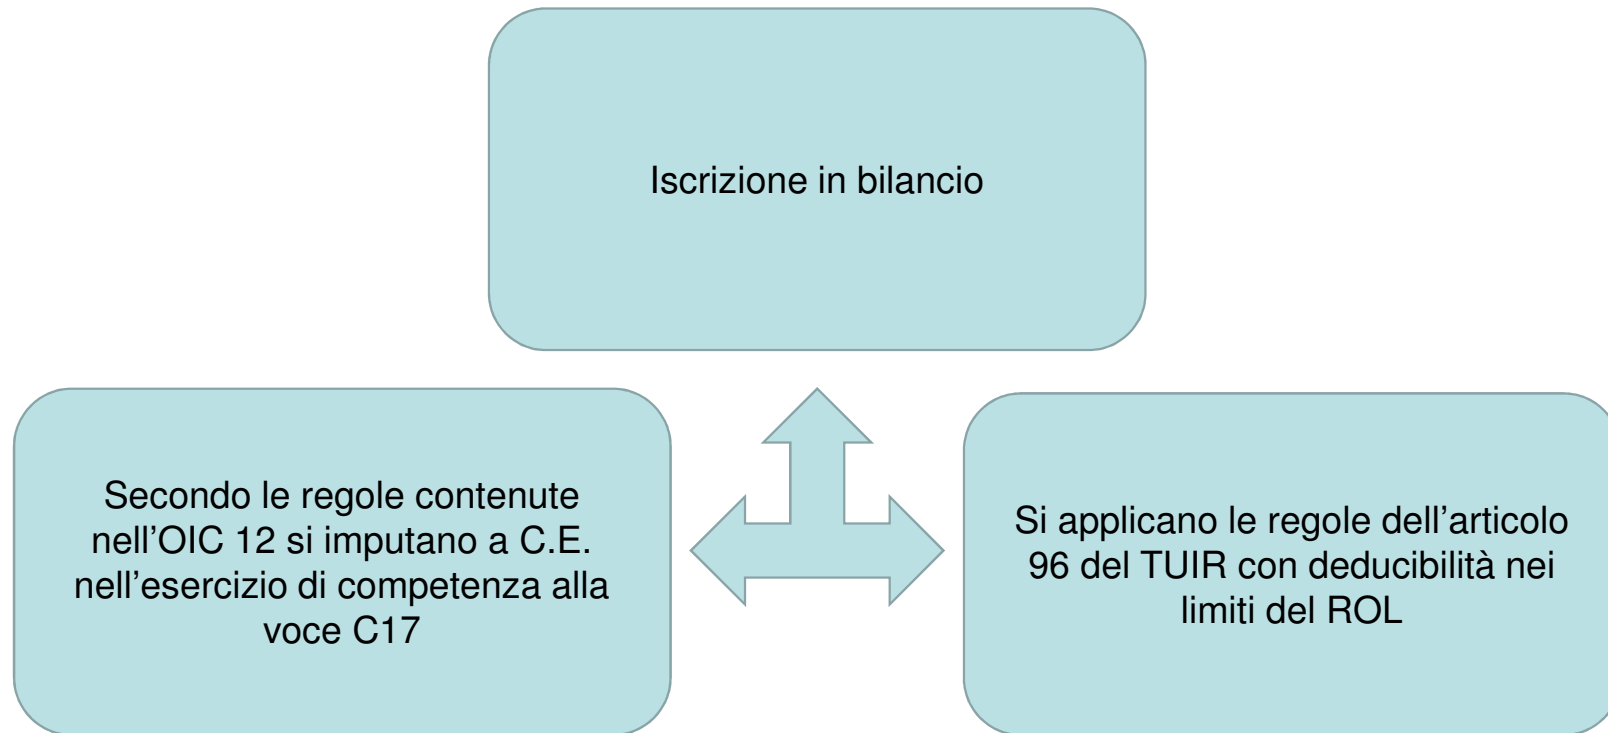 Iscrizione in bilancio
Secondo le regole contenute
nell’OIC 12 si imputano a C.E.
nell’esercizio di competenza alla
voce C17
Si applicano le regole dell’articolo
96 del TUIR con deducibilità nei
limiti del ROL